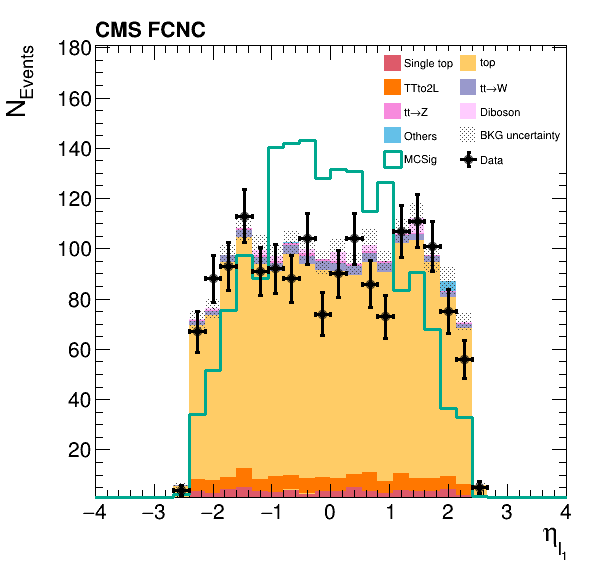 CMS FCNC
N_Events
180
160
140
120
100
80
60
40
20
Single top
top
TTto2L
tt→W
tt→Z
Diboson
Others
BKG uncertainty
MCSig
Data
−4 −3 −2 −1 0 1 2 3 4
η_l_1